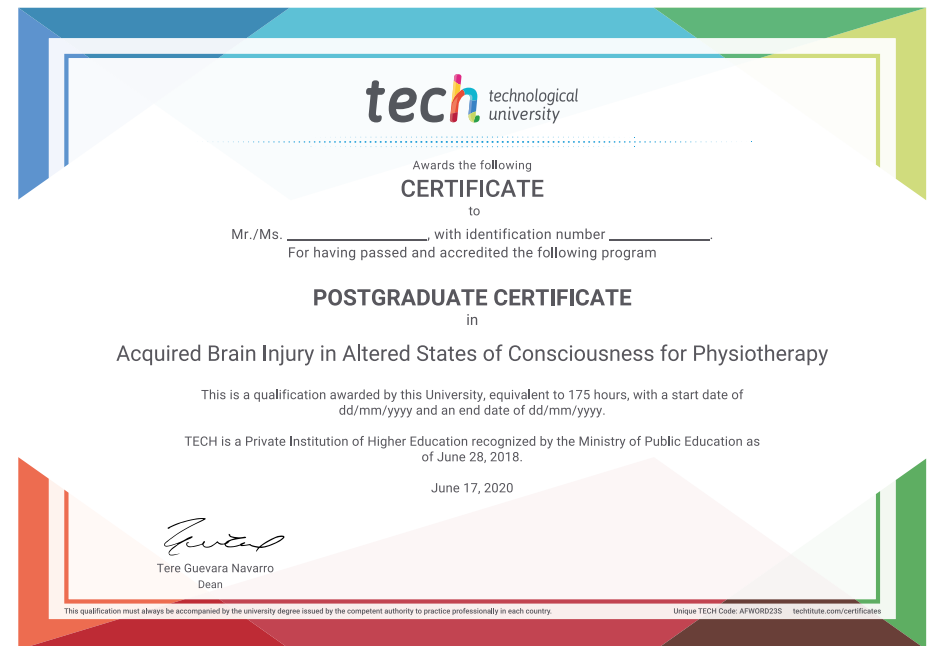 tech technological
university
Awards the following
CERTIFICATE
to
Mr./Ms. ____________________, with identification number ______________.
For having passed and accredited the following program
POSTGRADUATE CERTIFICATE
in
Acquired Brain Injury in Altered States of Consciousness for Physiotherapy
This is a qualification awarded by this University, equivalent to 175 hours, with a start date of
dd/mm/yyyy and an end date of dd/mm/yyyy.
TECH is a Private Institution of Higher Education recognized by the Ministry of Public Education as
of June 28, 2018.
June 17, 2020
Tere Guevara Navarro
Dean
This qualification must always be accompanied by the university degree issued by the competent authority to practice professionally in each country. Unique TECH Code: AFWORD23S techtitute.com/certificates